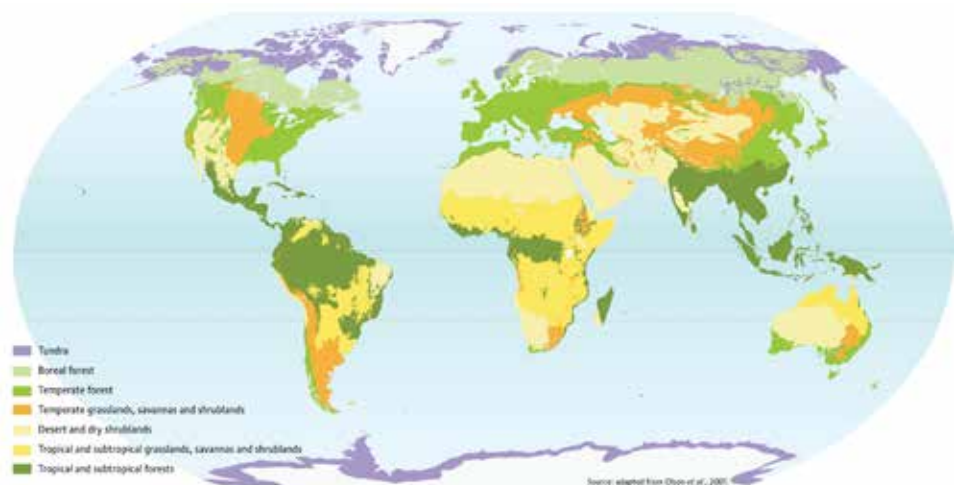 Tundra
Boreal forest
Temperate forest
Temperate grasslands, savannas and shrublands
Desert and dry shrublands
Tropical and subtropical grasslands, savannas and shrublands
Tropical and subtropical forests
Source: adapted from Olson et al., 2001